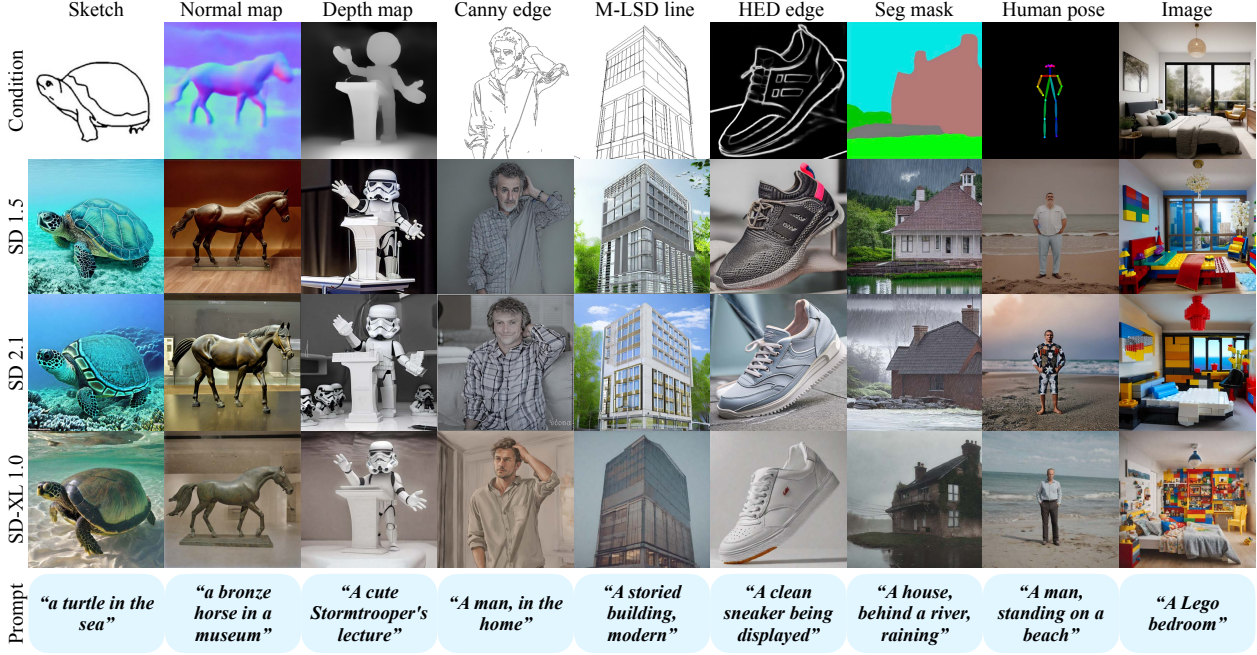 Sketch
Normal map
Depth map
Canny edge
M-LSD line
HED edge
Seg mask
Human pose
Image
Condition
SD 1.5
SD 2.1
SD-XL 1.0
Prompt
“a turtle in the
sea”
“a bronze
horse in a
museum”
“A cute
Stormtrooper's
lecture”
“A man, in the
home”
“A storied
building,
modern”
“A clean
sneaker being
displayed”
“A house,
behind a river,
raining”
“A man,
standing on a
beach”
“A Lego
bedroom”